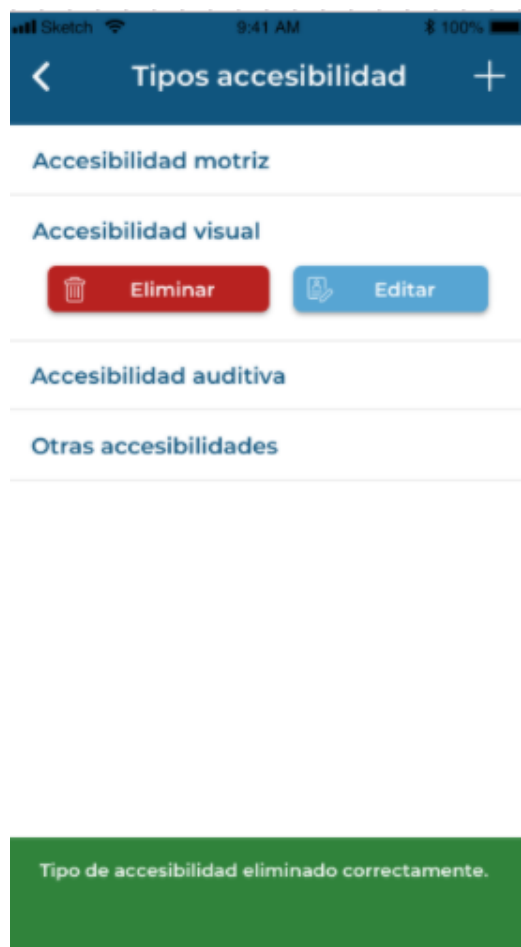 Sketch 9:41 AM 100%
Tipos accesibilidad
Accesibilidad motriz
Accesibilidad visual
Eliminar Editar
Accesibilidad auditiva
Otras accesibilidades
Tipo de accesibilidad eliminado correctamente.